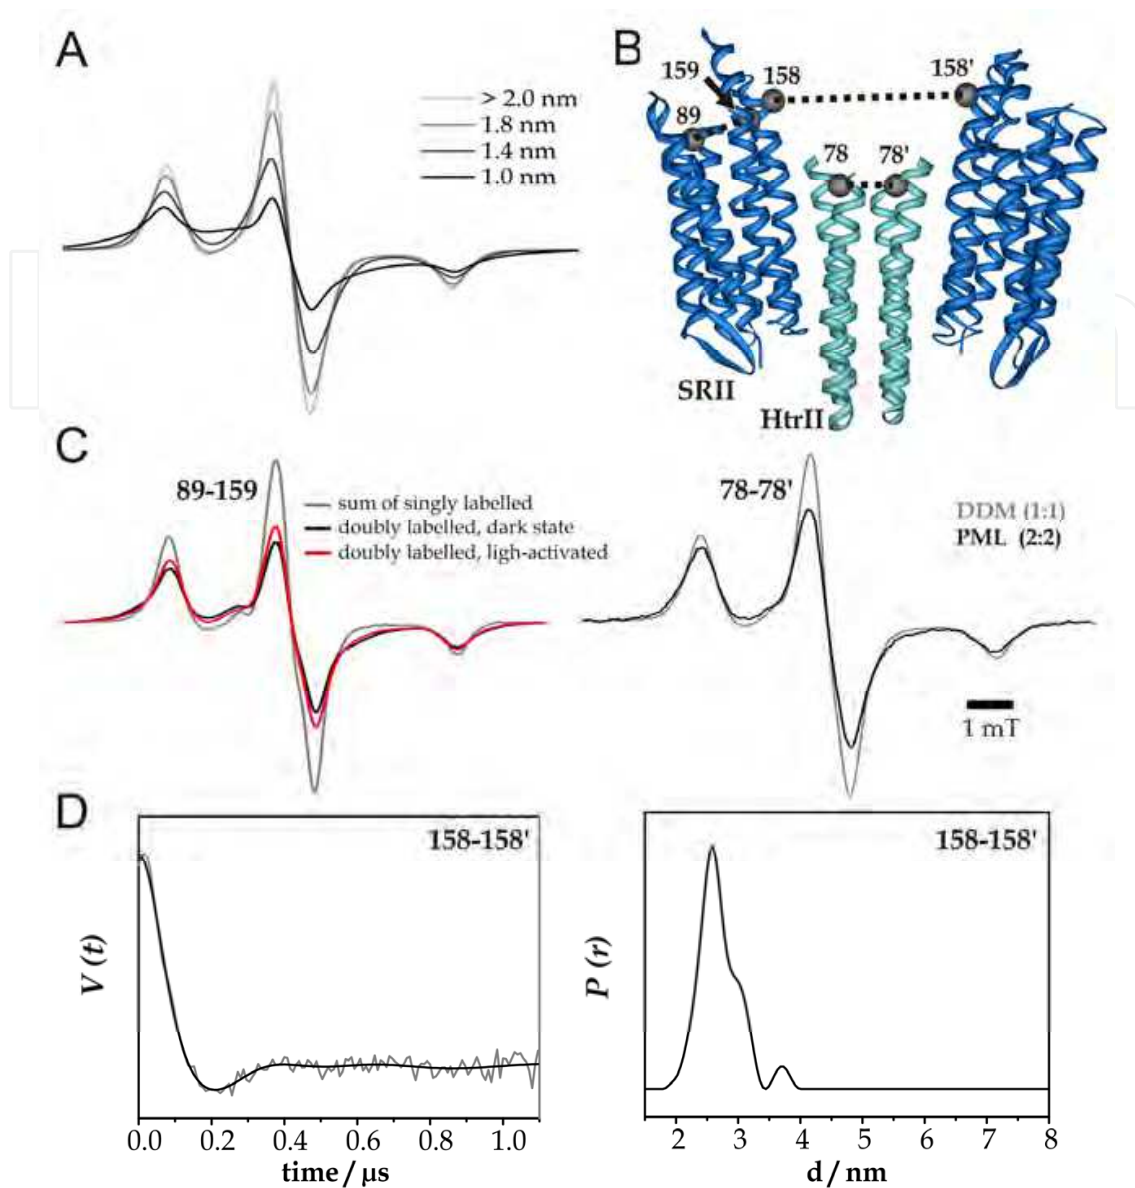 A
> 2.0 nm
1.8 nm
1.4 nm
1.0 nm
B
159
158
158'
89
78
78'
SRII
HtrII
C
89-159
sum of singly labelled
doubly labelled, dark state
doubly labelled, ligh-activated
78-78'
DDM (1:1)
PML (2:2)
1 mT
D
158-158'
V (t)
0.0 0.2 0.4 0.6 0.8 1.0
time / µs
158-158'
P (r)
2 3 4 5 6 7 8
d / nm